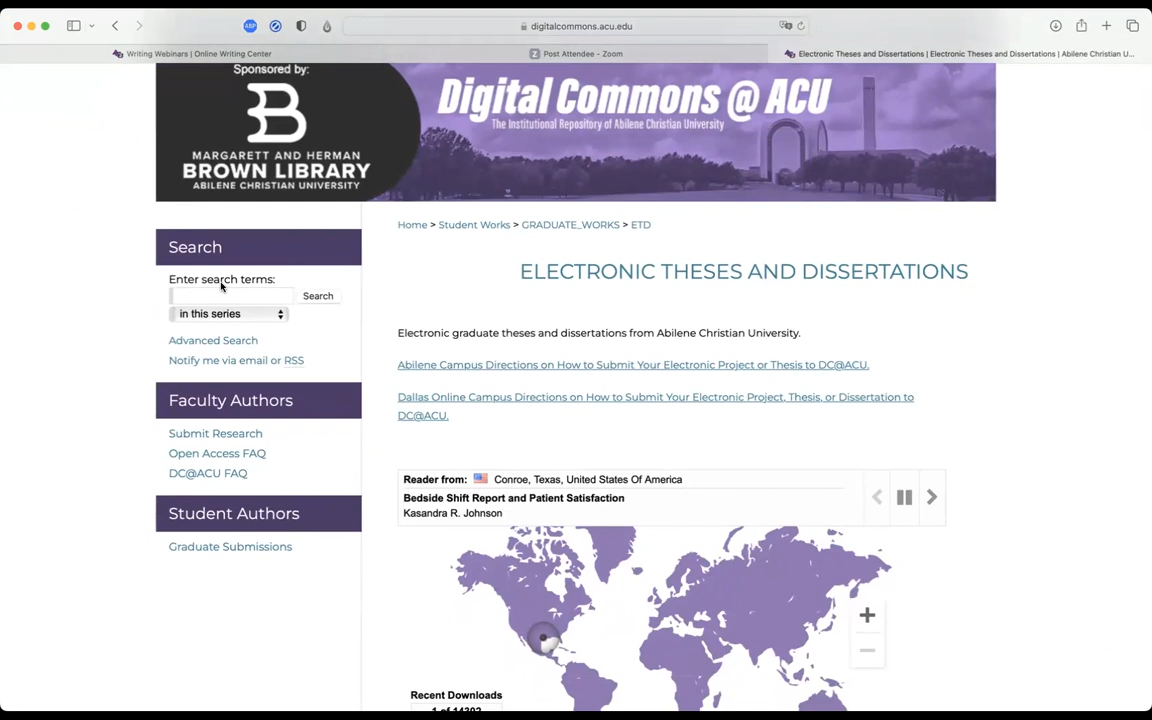 digitalcommons.acu.edu
Writing Webinars | Online Writing Center
Z Post Attendee - Zoom
Electronic Theses and Dissertations | Electronic Theses and Dissertations | Abilene Christian U...
ABP
Sponsored by:
B
MARGARETT AND HERMAN
BROWN LIBRARY
ABILENE CHRISTIAN UNIVERSITY
Digital Commons @ ACU
The Institutional Repository of Abilene Christian University
Home > Student Works > GRADUATE_WORKS > ETD
Search
Enter search terms:
Search
in this series
Advanced Search
Notify me via email or RSS
Faculty Authors
Submit Research
Open Access FAQ
DC@ACU FAQ
Student Authors
Graduate Submissions
ELECTRONIC THESES AND DISSERTATIONS
Electronic graduate theses and dissertations from Abilene Christian University.
Abilene Campus Directions on How to Submit Your Electronic Project or Thesis to DC@ACU.
Dallas Online Campus Directions on How to Submit Your Electronic Project, Thesis, or Dissertation to
DC@ACU.
Reader from: Conroe, Texas, United States Of America
Bedside Shift Report and Patient Satisfaction
Kasandra R. Johnson
Recent Downloads
1 of 14302